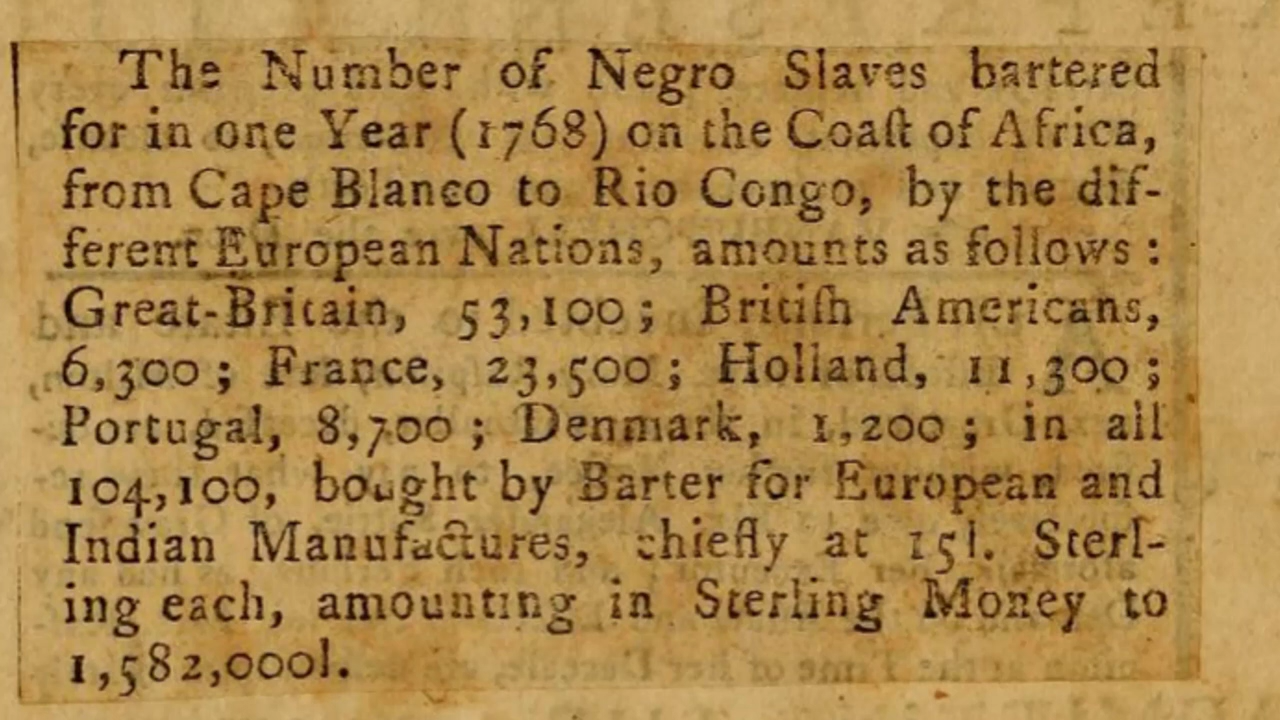 The Number of Negro Slaves bartered
for in one Year (1768) on the Coaſt of Africa,
from Cape Blanco to Rio Congo, by the dif-
ferent European Nations, amounts as follows :
Great-Britain, 53,100 ; Britiſh Americans,
6,300 ; France, 23,500 ; Holland, 11,300 ;
Portugal, 8,700 ; Denmark, 1,200 ; in all
104,100, bought by Barter for European and
Indian Manufactures, chiefly at 15l. Sterl-
ing each, amounting in Sterling Money to
1,582,000l.